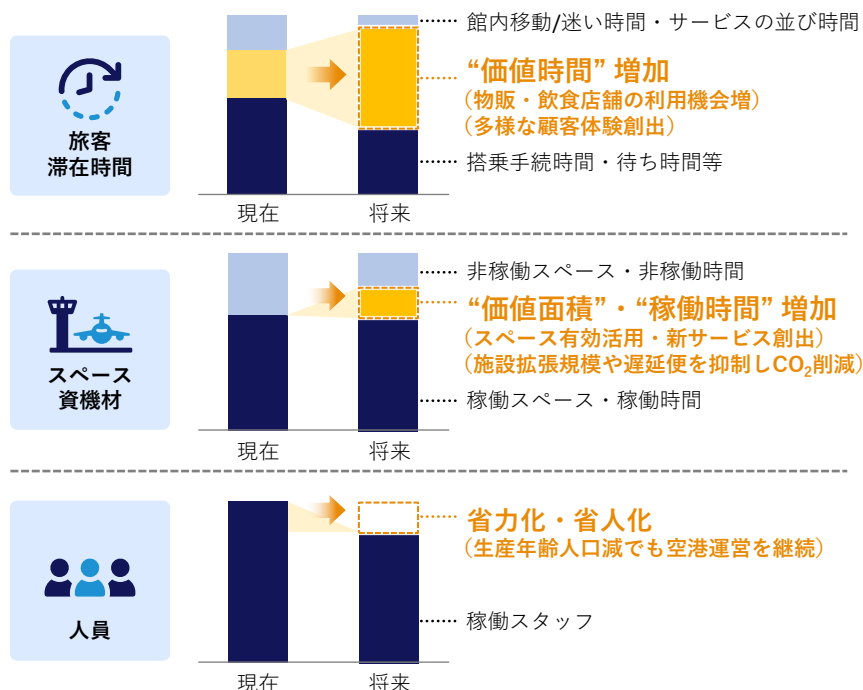 旅客
滞在時間
館内移動/迷い時間・サービスの並び時間
“価値時間” 増加
（物販・飲食店舗の利用機会増）
（多様な顧客体験創出）
搭乗手続時間・待ち時間等
現在
将来
スペース
資機材
非稼働スペース・非稼働時間
“価値面積”・“稼働時間” 増加
（スペース有効活用・新サービス創出）
（施設拡張規模や遅延便を抑制しCO₂削減）
稼働スペース・稼働時間
現在
将来
人員
省力化・省人化
（生産年齢人口減でも空港運営を継続）
稼働スタッフ
現在
将来